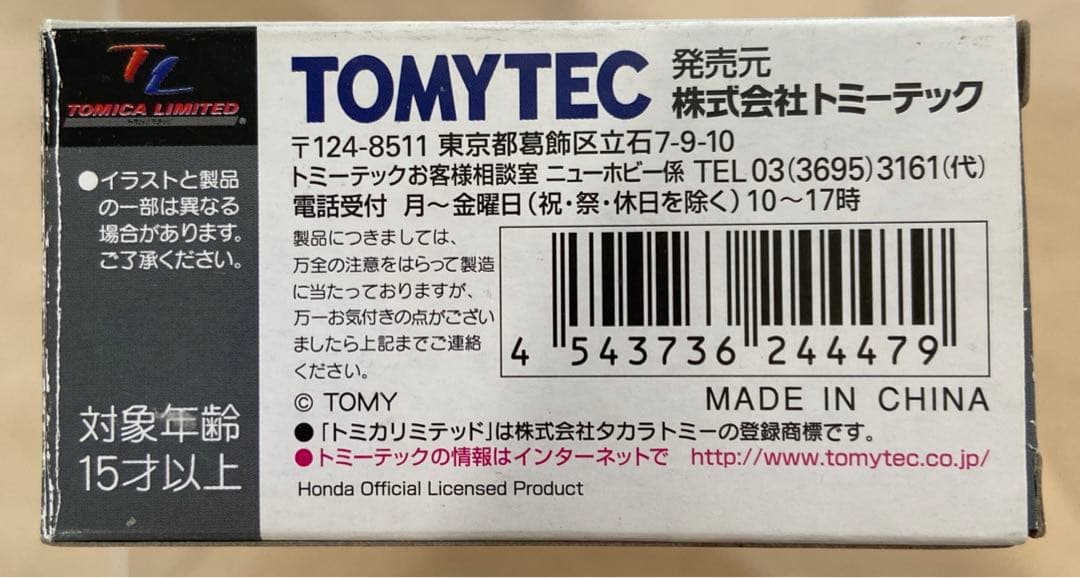 TL
TOMICA LIMITED
●イラストと製品
の一部は異なる
場合があります。
ご了承ください。
対象年齢
15才以上
TOMYTEC
発売元
株式会社トミーテック
〒124-8511 東京都葛飾区立石7-9-10
トミーテックお客様相談室 ニューホビー係 TEL 03(3695)3161(代)
電話受付 月～金曜日(祝・祭・休日を除く)10～17時
製品につきましては、
万全の注意をはらって製造
に当たっておりますが、
万一お気付きの点がござい
ましたら上記までご連絡
ください。
4 543736 244479
© TOMY
MADE IN CHINA
●「トミカリミテッド」は株式会社タカラトミーの登録商標です。
●トミーテックの情報はインターネットで http://www.tomytec.co.jp/
Honda Official Licensed Product